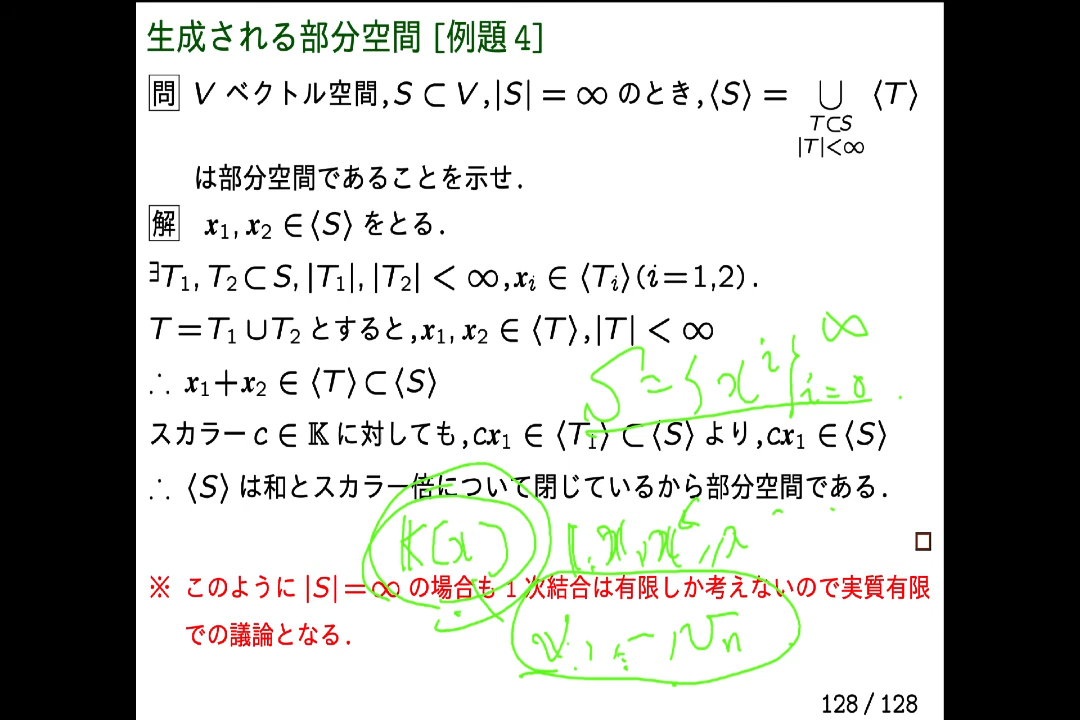 生成される部分空間 [例題 4]
問 V ベクトル空間, S ⊂ V, |S| = ∞ のとき, ⟨S⟩ = ∪ ⟨T⟩
T⊂S
|T|<∞
は部分空間であることを示せ.
解 x₁, x₂ ∈ ⟨S⟩ をとる.
∃T₁, T₂ ⊂ S, |T₁|, |T₂| < ∞, xᵢ ∈ ⟨Tᵢ⟩ (i=1,2).
T = T₁ ∪ T₂ とすると, x₁, x₂ ∈ ⟨T⟩, |T| < ∞
∴ x₁+x₂ ∈ ⟨T⟩ ⊂ ⟨S⟩
S = { xⁱ }ᵢ₌₀ ∞
スカラー c ∈ 𝕂 に対しても, cx₁ ∈ ⟨T₁⟩ ⊂ ⟨S⟩ より, cx₁ ∈ ⟨S⟩
∴ ⟨S⟩ は和とスカラー倍について閉じているから部分空間である.
□
※ このように |S| = ∞ の場合も 1 次結合は有限しか考えないので実質有限
での議論となる.
128 / 128